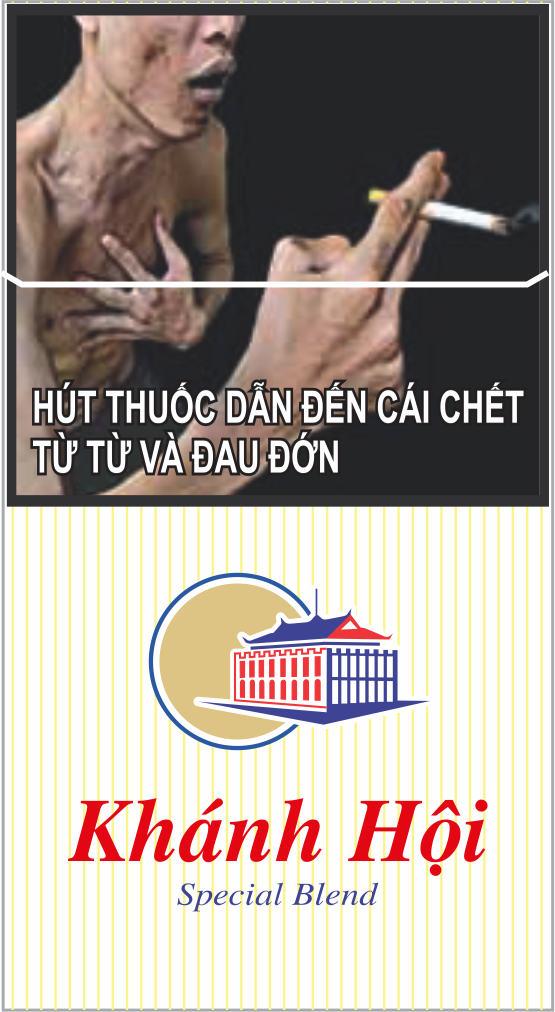 HÚT THUỐC DẪN ĐẾN CÁI CHẾT
TỪ TỪ VÀ ĐAU ĐỚN
Khánh Hội
Special Blend